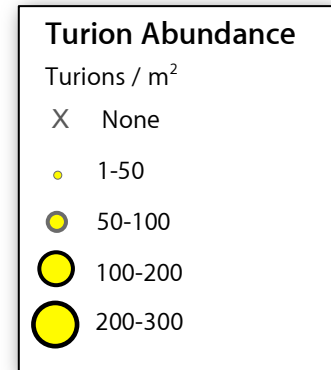 Turion Abundance
Turions / m²
X None
1-50
50-100
100-200
200-300